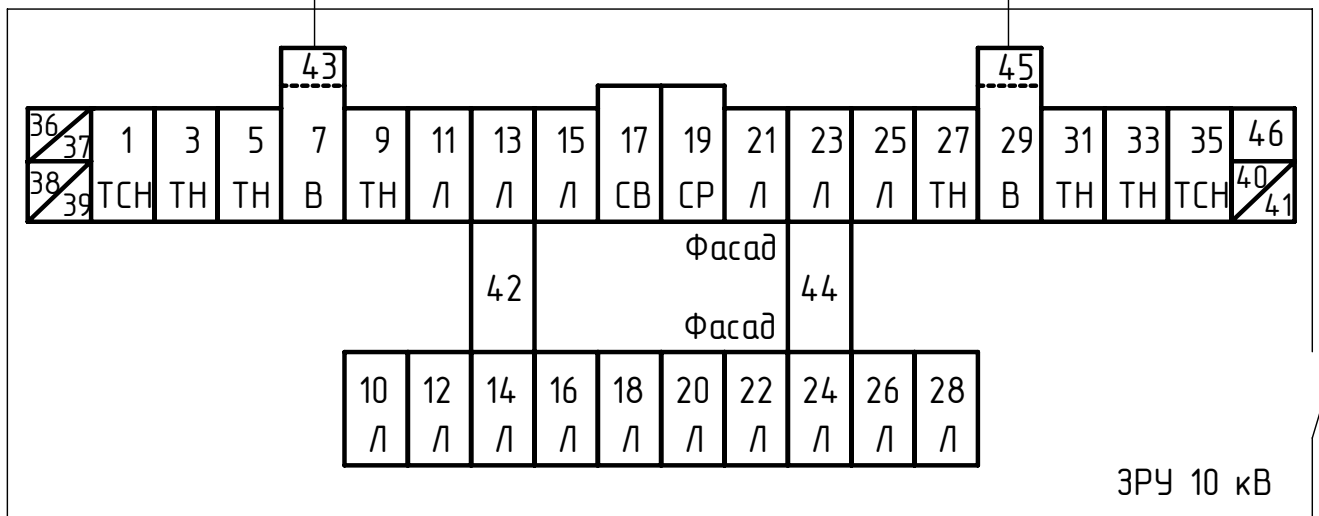 43 45
36 37 1 3 5 7 9 11 13 15 17 19 21 23 25 27 29 31 33 35 46
38 39 ТСН ТН ТН В ТН Л Л Л СВ СР Л Л Л ТН В ТН ТН ТСН 40 41
Фасад
42 44
Фасад
10 12 14 16 18 20 22 24 26 28
Л Л Л Л Л Л Л Л Л Л
ЗРУ 10 кВ